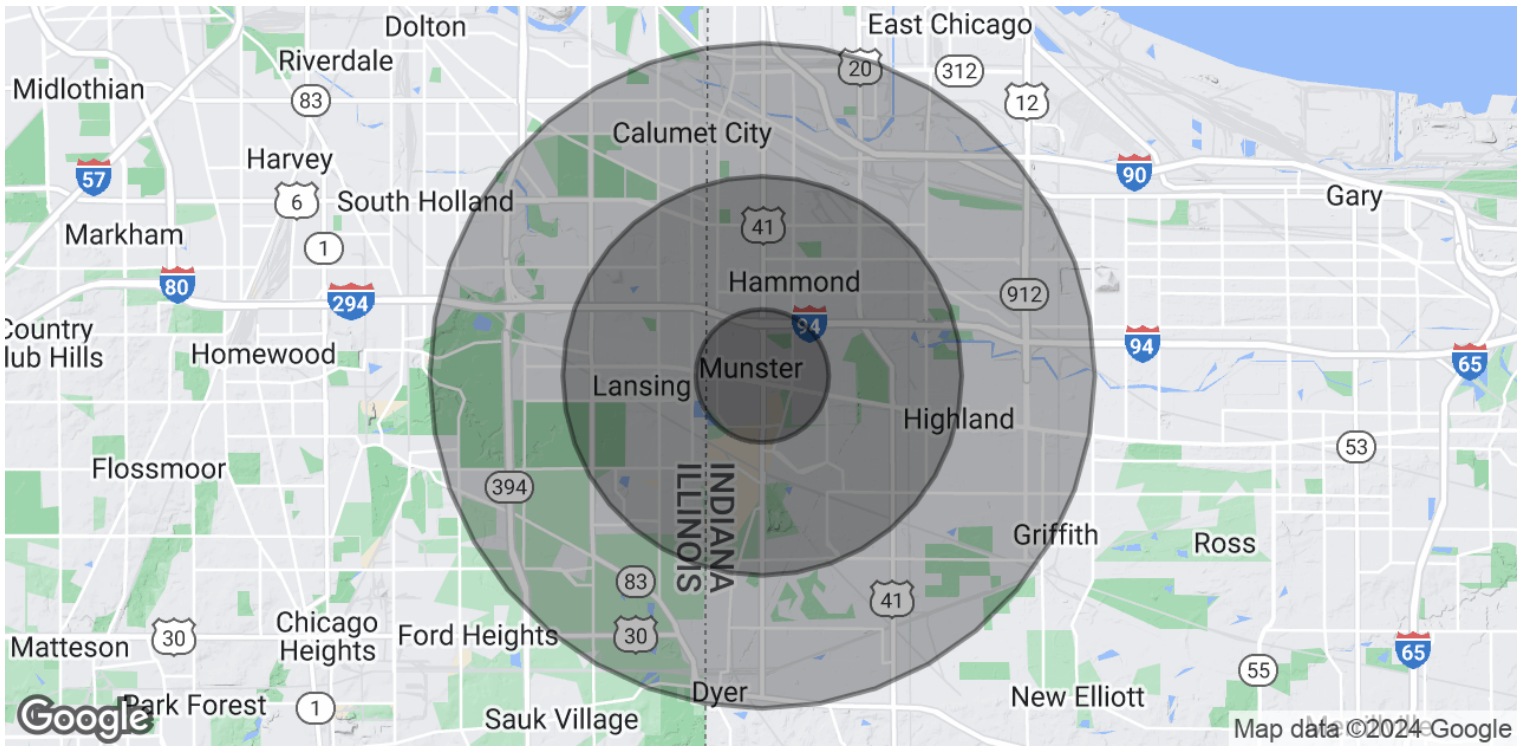 Dolton
East Chicago
Riverdale
20
312
Midlothian
83
12
Calumet City
Harvey
57
90
6
South Holland
Gary
41
Markham
1
80
Hammond
294
912
94
Country
lub Hills
Homewood
94
65
Munster
Lansing
Highland
53
Flossmoor
394
INDIANA
ILLINOIS
Griffith
Ross
83
41
Chicago
Heights
30
Matteson
Ford Heights
30
65
55
Dyer
New Elliott
Park Forest
1
Sauk Village
Google
Merrillville
Map data ©2024 Google